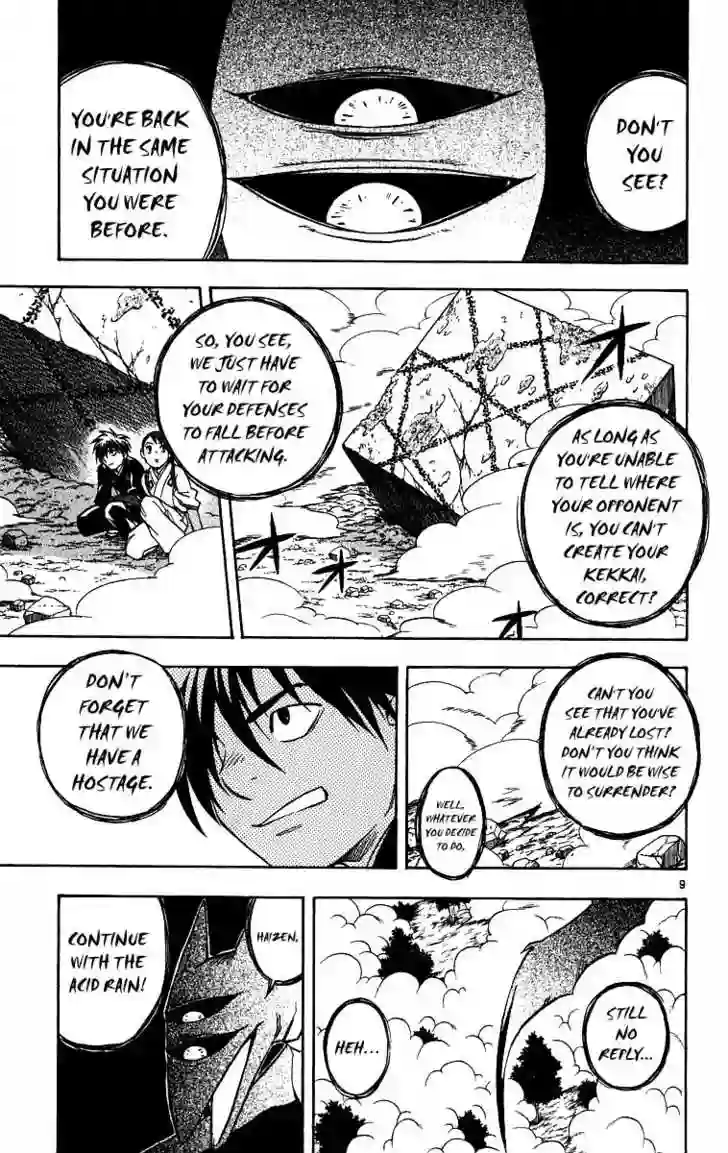 DON'T
YOU
SEE?
YOU'RE BACK
IN THE SAME
SITUATION
YOU WERE
BEFORE.
AS LONG AS
YOU'RE UNABLE
TO TELL WHERE
YOUR OPPONENT
IS, YOU CAN'T
CREATE YOUR
KEKKAI,
CORRECT?
SO, YOU SEE,
WE JUST HAVE
TO WAIT FOR
YOUR DEFENSES
TO FALL BEFORE
ATTACKING.
CAN'T YOU
SEE THAT YOU'VE
ALREADY LOST?
DON'T YOU THINK
IT WOULD BE WISE
TO SURRENDER?
WELL,
WHATEVER
YOU DECIDE
TO DO,
DON'T
FORGET
THAT WE
HAVE A
HOSTAGE.
9
STILL
NO
REPLY...
HEH...
HAIZEN,
CONTINUE
WITH THE
ACID RAIN!